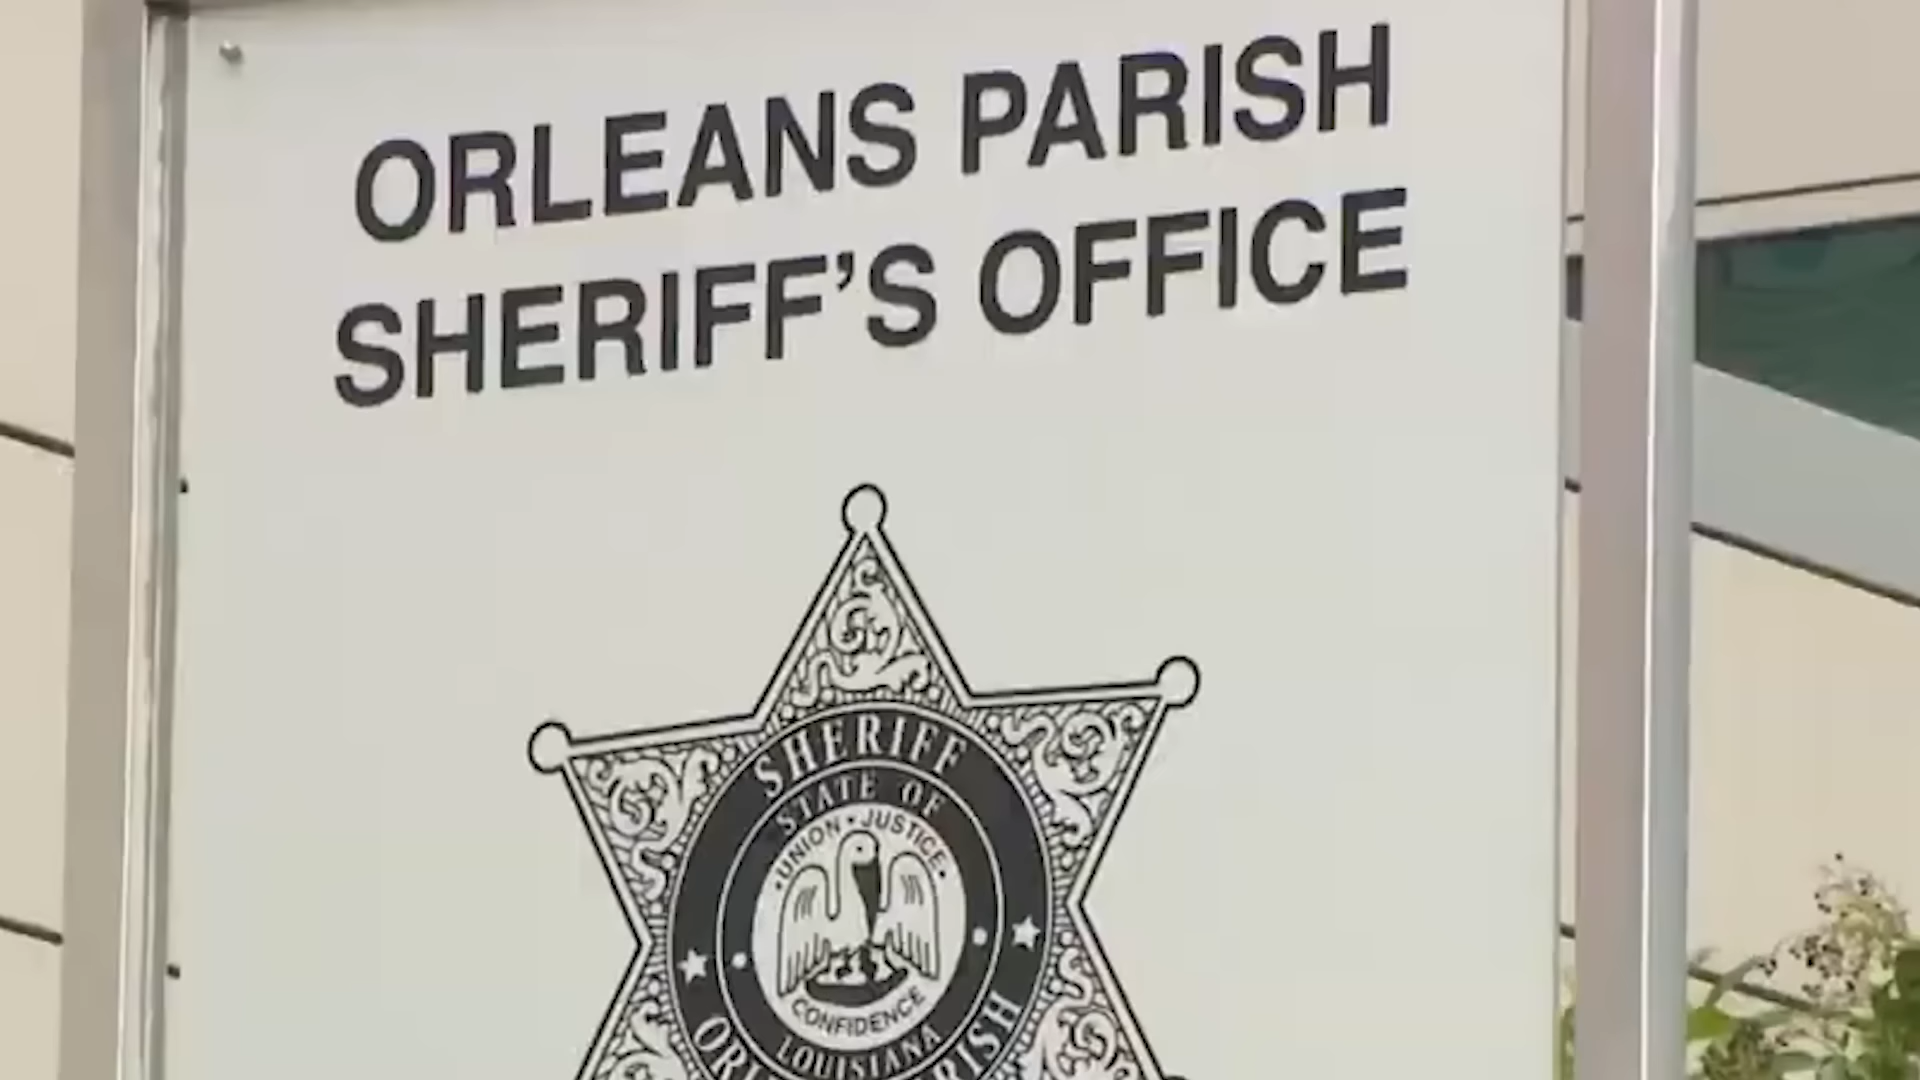 ORLEANS PARISH
SHERIFF'S OFFICE
SHERIFF
STATE OF
UNION • JUSTICE
CONFIDENCE
LOUISIANA